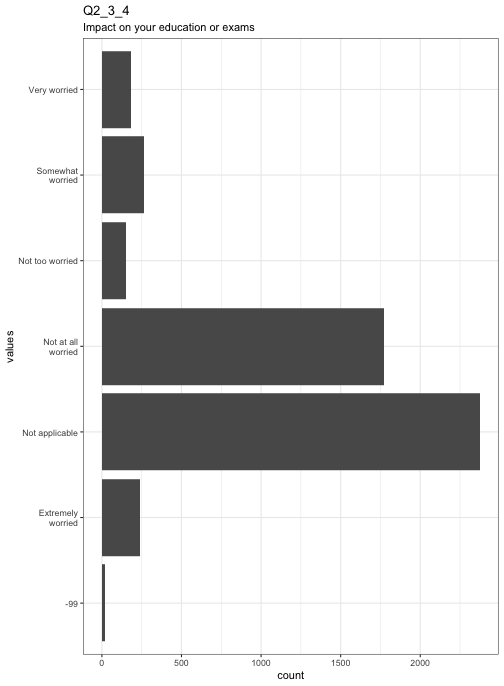 Q2_3_4
Impact on your education or exams
values
Very worried
Somewhat
worried
Not too worried
Not at all
worried
Not applicable
Extremely
worried
-99
0 500 1000 1500 2000
count